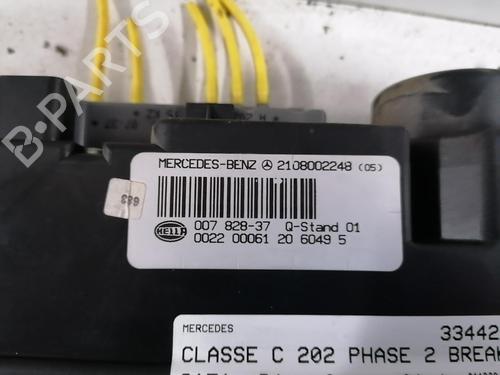 B-PARTS
MERCEDES-BENZ 2108002248 (05)
683
007 828-37 Q-Stand 01
HELLA
0022 00061 20 6049 5
MERCEDES
33442
CLASSE C 202 PHASE 2 BREAK